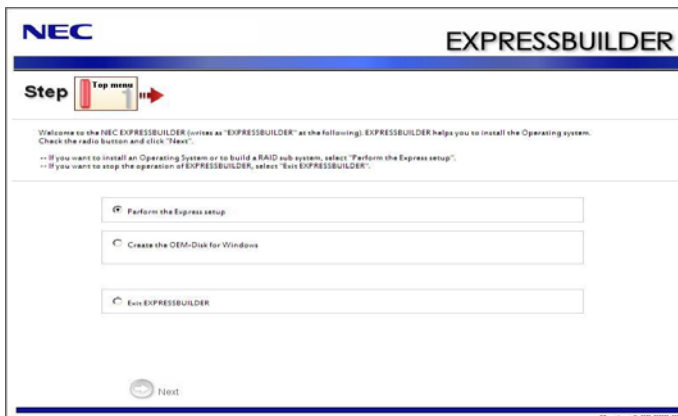 NEC
EXPRESSBUILDER
Step
Top menu
1
Welcome to the NEC EXPRESSBUILDER (writes as "EXPRESSBUILDER" at the following). EXPRESSBUILDER helps you to install the Operating system.
Check the radio button and click "Next".
-- If you want to install an Operating System or to build a RAID sub system, select "Perform the Express setup".
-- If you want to stop the operation of EXPRESSBUILDER, select "Exit EXPRESSBUILDER".
Perform the Express setup
Create the OEM-Disk for Windows
Exit EXPRESSBUILDER
Next